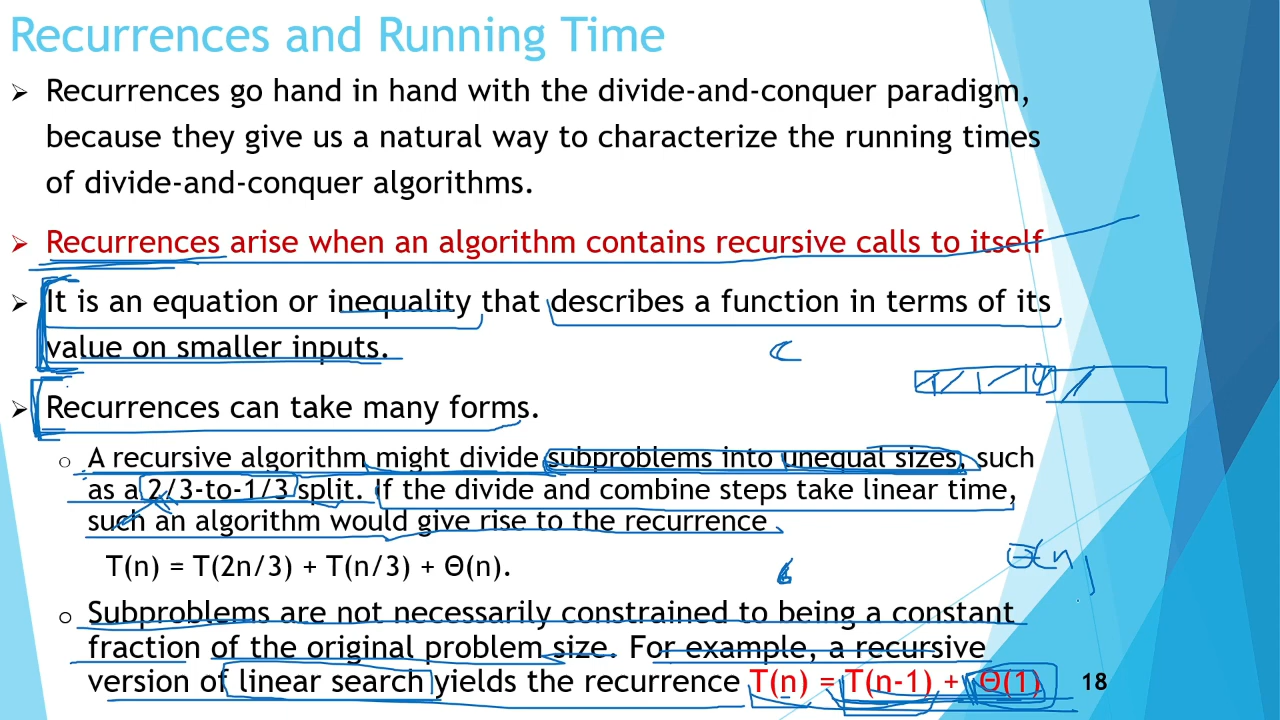 Recurrences and Running Time
Recurrences go hand in hand with the divide-and-conquer paradigm,
because they give us a natural way to characterize the running times
of divide-and-conquer algorithms.
Recurrences arise when an algorithm contains recursive calls to itself
It is an equation or inequality that describes a function in terms of its
value on smaller inputs.
Recurrences can take many forms.
A recursive algorithm might divide subproblems into unequal sizes, such
as a 2/3-to-1/3 split. If the divide and combine steps take linear time,
such an algorithm would give rise to the recurrence
T(n) = T(2n/3) + T(n/3) + Θ(n).
Θ(n)
Subproblems are not necessarily constrained to being a constant
fraction of the original problem size. For example, a recursive
version of linear search yields the recurrence T(n) = T(n-1) + Θ(1)
18